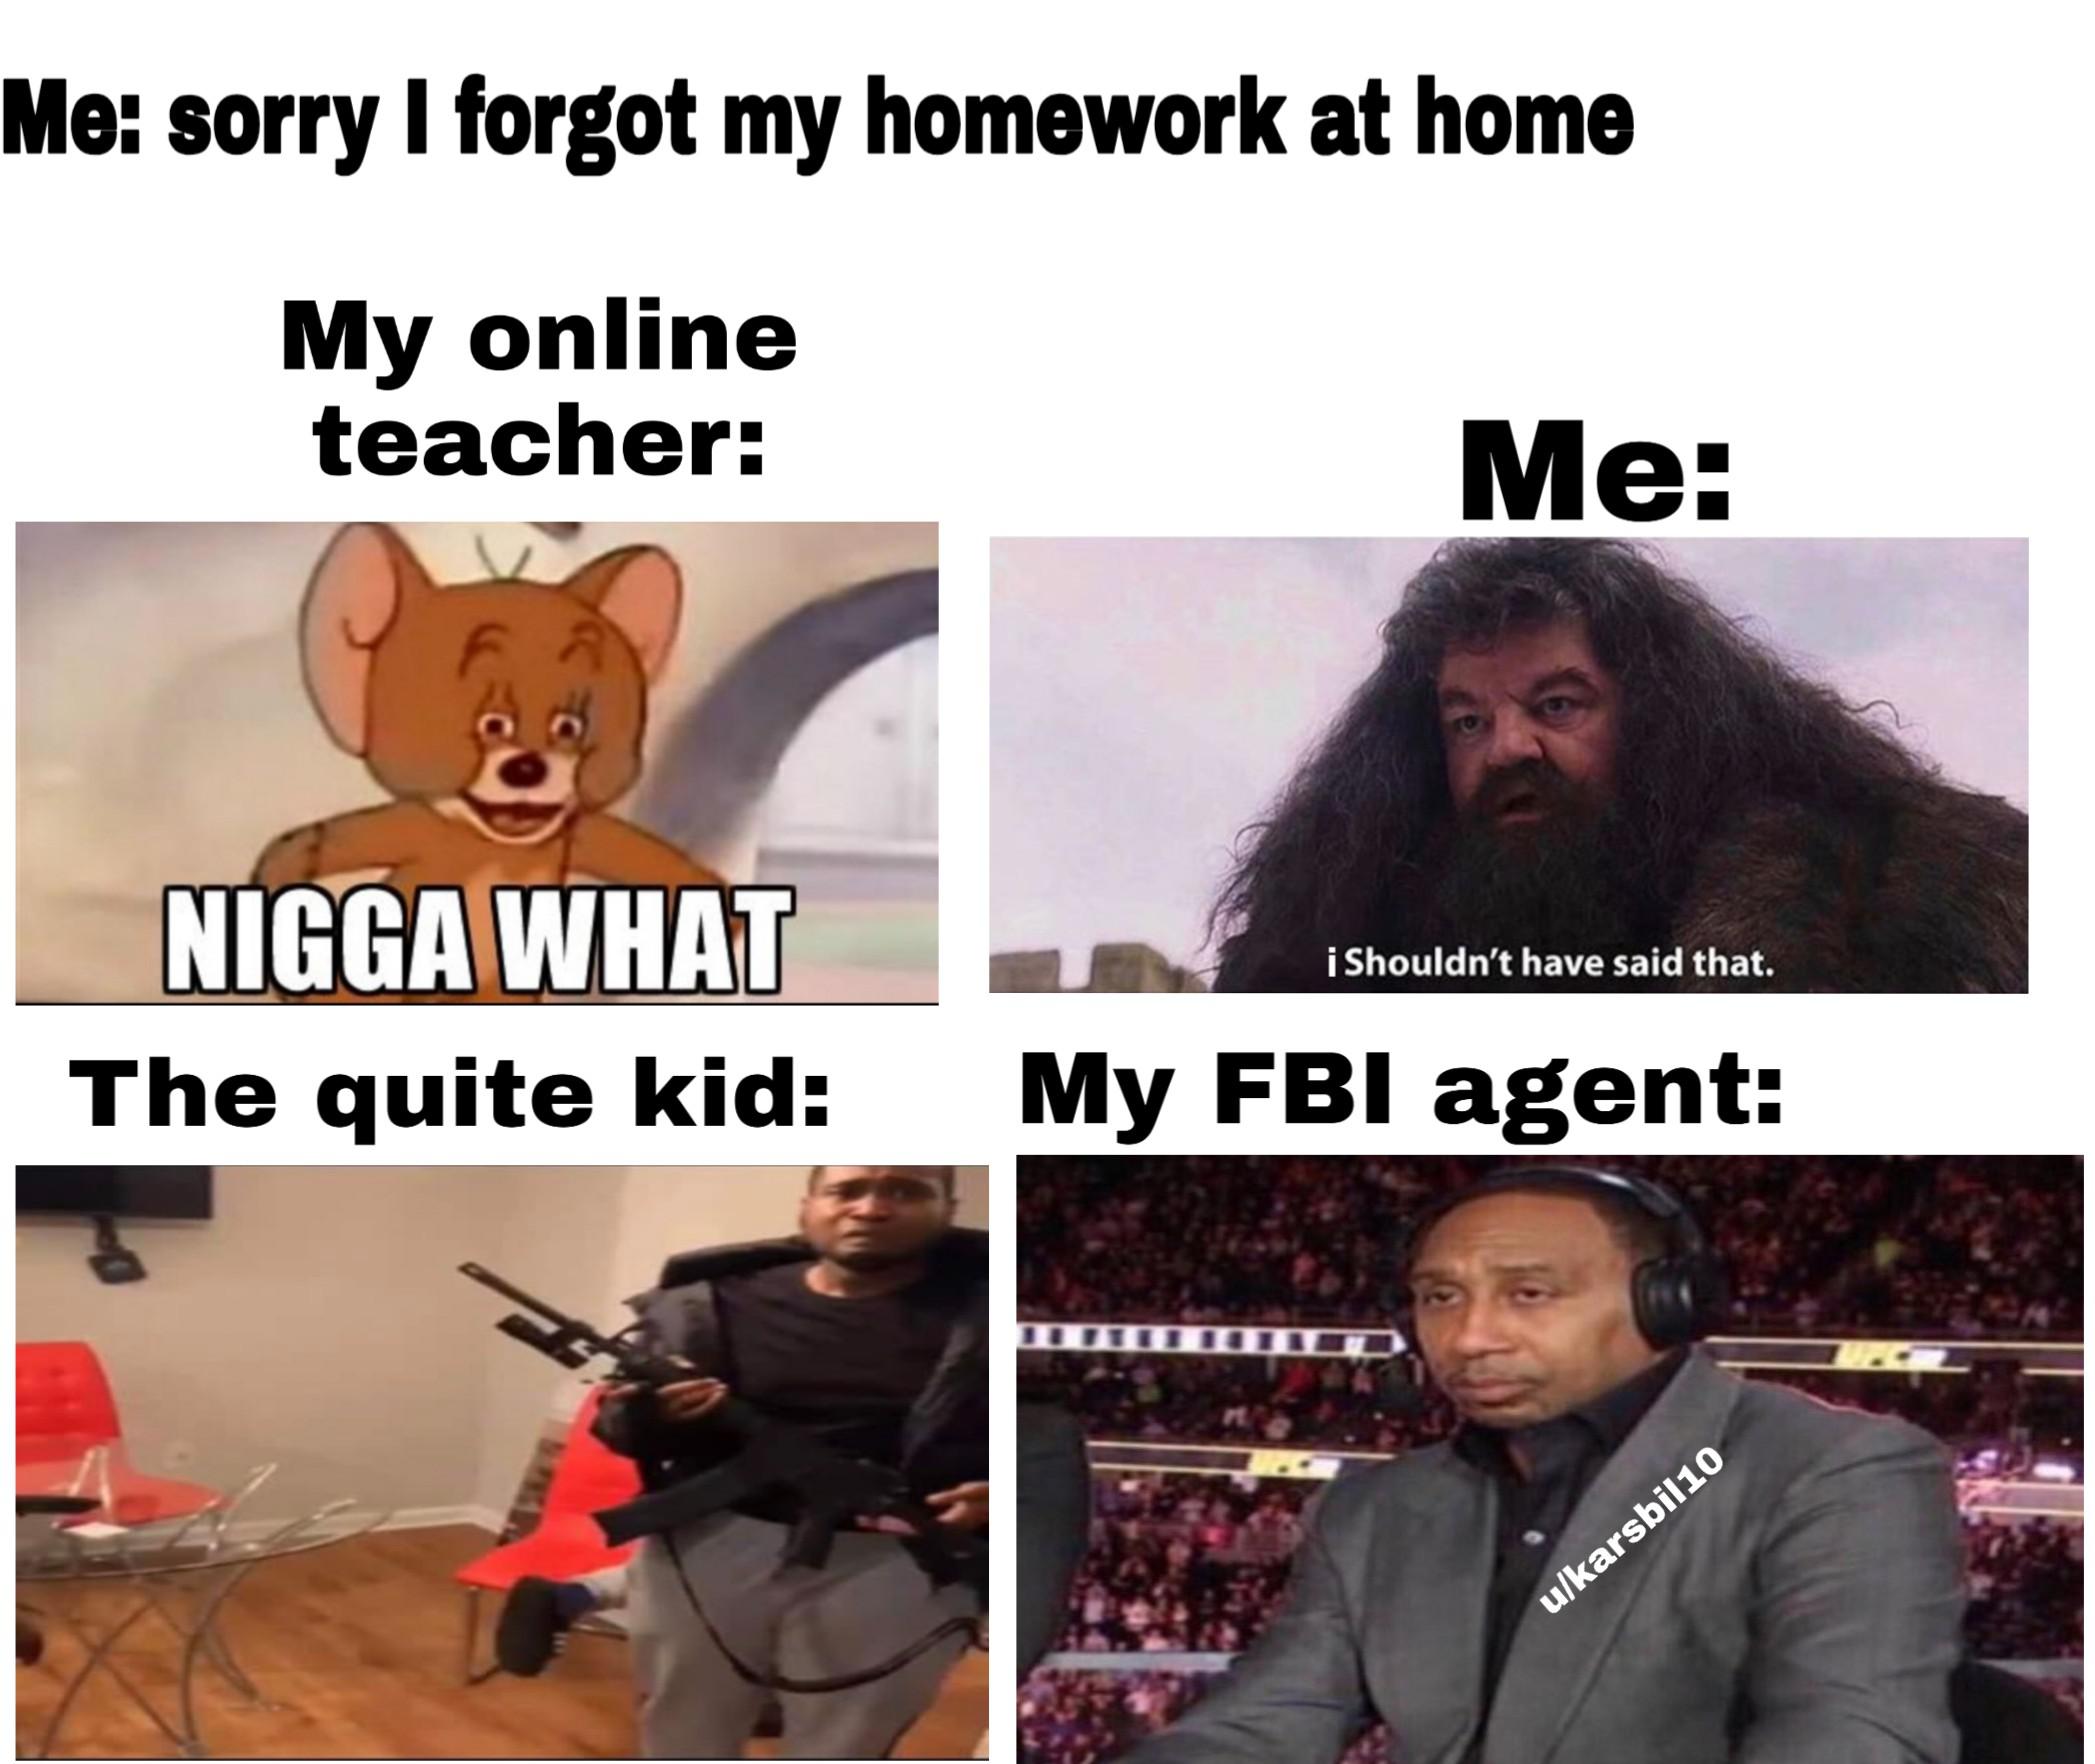 Me: sorry I forgot my homework at home
My online
teacher:
Me:
NIGGA WHAT
i Shouldn't have said that.
The quite kid:
My FBI agent:
u/karsbil10